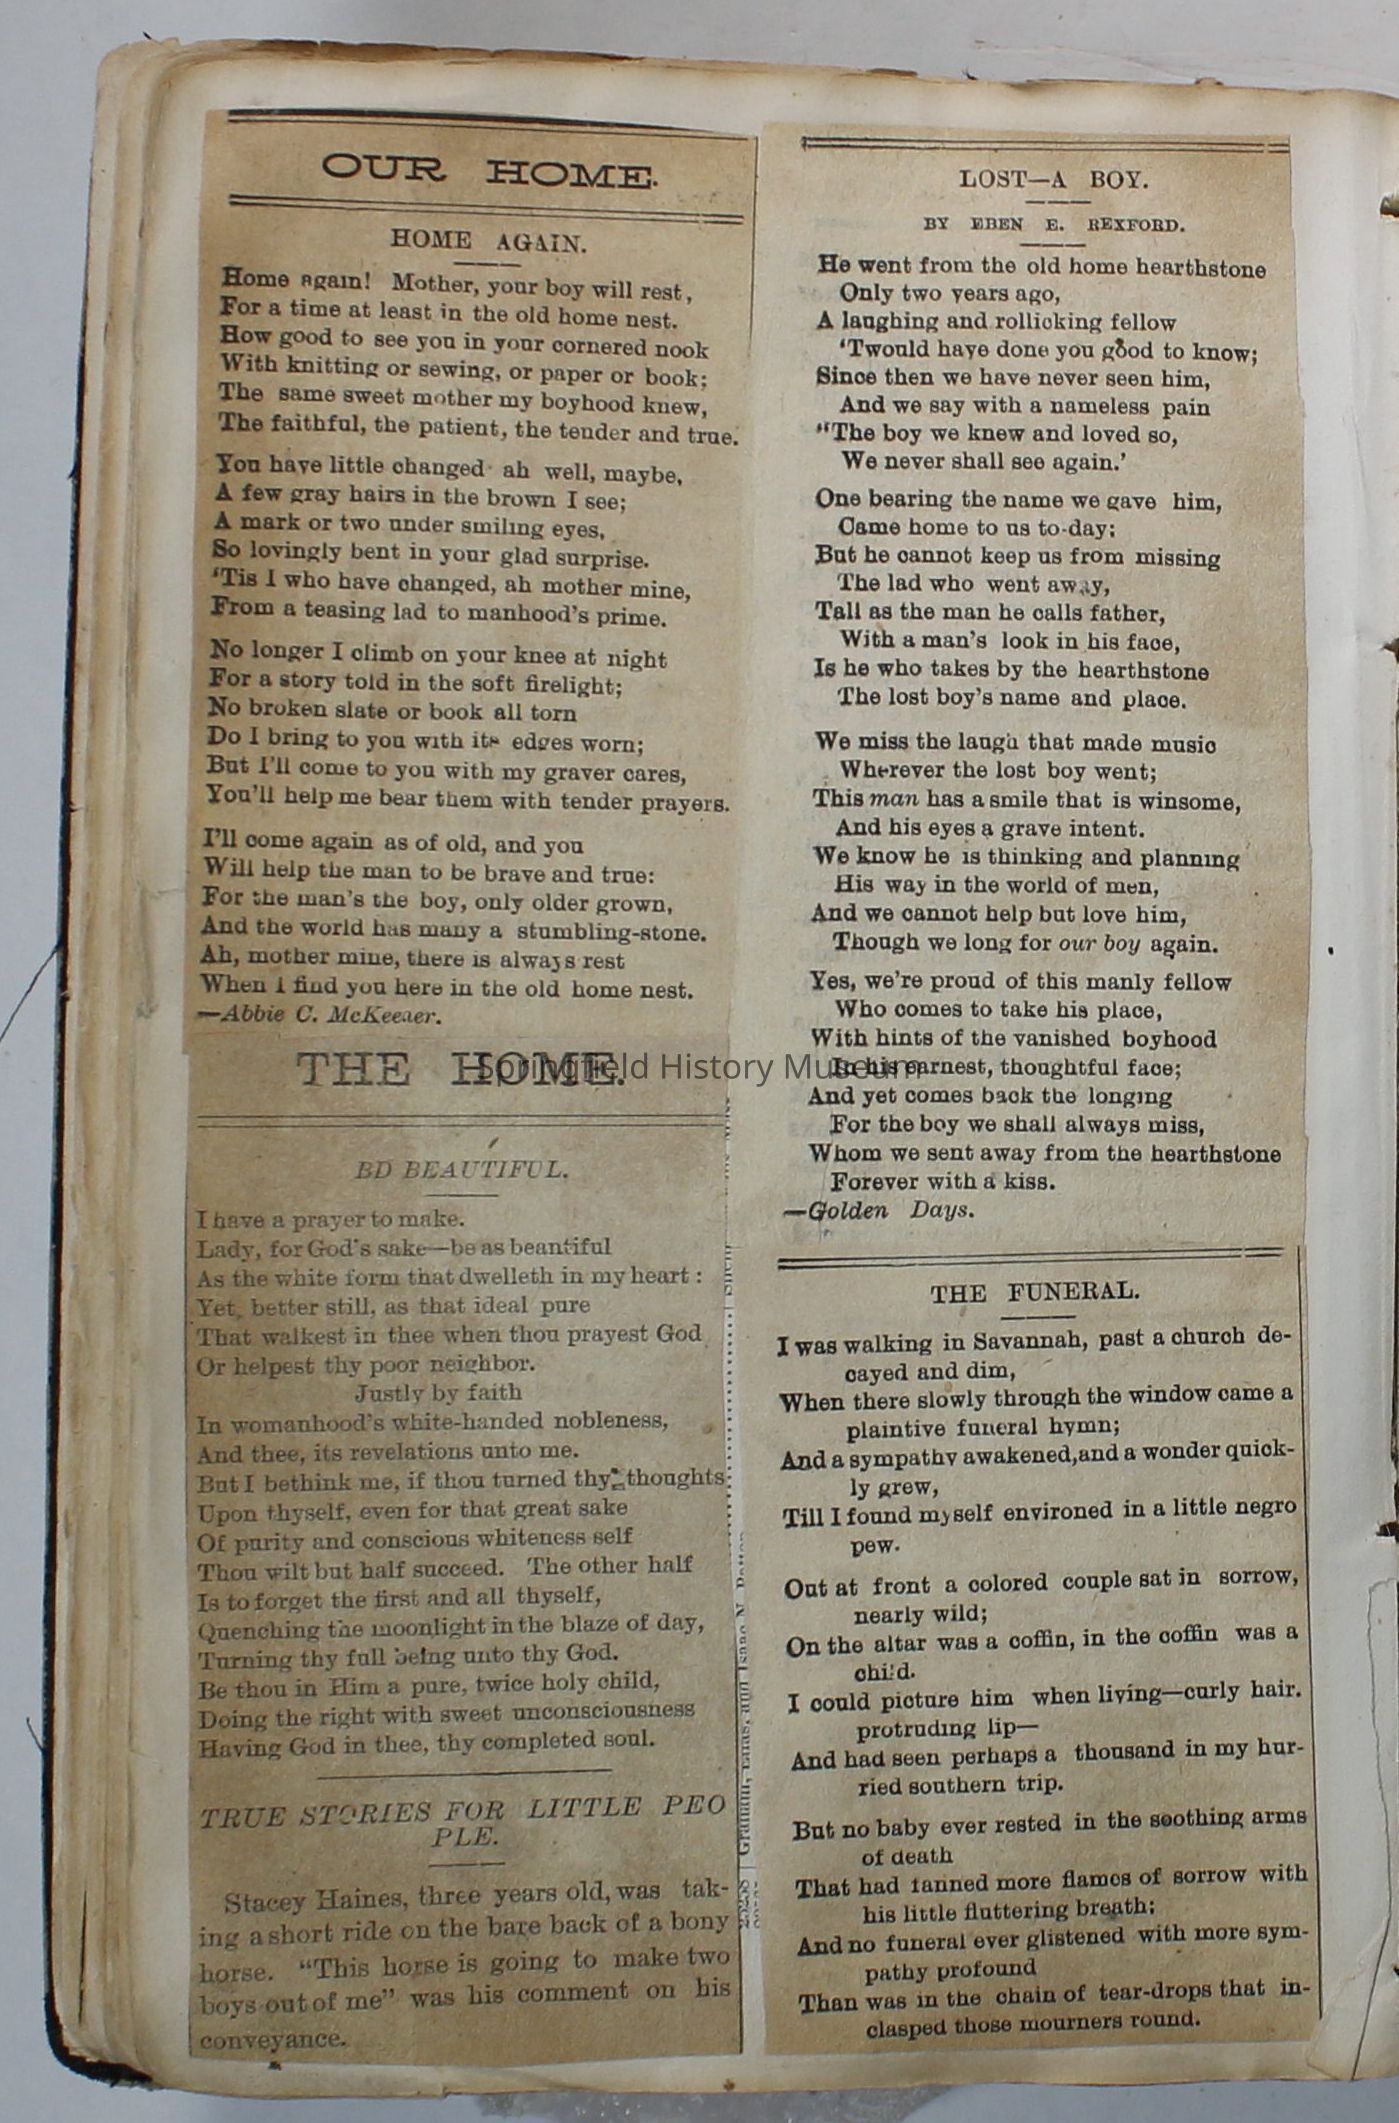 OUR HOME.
HOME AGAIN.
Home again! Mother, your boy will rest,
For a time at least in the old home nest.
How good to see you in your cornered nook
With knitting or sewing, or paper or book;
The same sweet mother my boyhood knew,
The faithful, the patient, the tender and true.
You have little changed ah well, maybe,
A few gray hairs in the brown I see;
A mark or two under smiling eyes,
So lovingly bent in your glad surprise.
'Tis I who have changed, ah mother mine,
From a teasing lad to manhood's prime.
No longer I climb on your knee at night
For a story told in the soft firelight;
No broken slate or book all torn
Do I bring to you with its edges worn;
But I'll come to you with my graver cares,
You'll help me bear them with tender prayers.
I'll come again as of old, and you
Will help the man to be brave and true:
For the man's the boy, only older grown,
And the world has many a stumbling-stone.
Ah, mother mine, there is always rest
When I find you here in the old home nest.
—Abbie C. McKeever.
THE HOME.
BD BEAUTIFUL.
I have a prayer to make.
Lady, for God's sake—be as beautiful
As the white form that dwelleth in my heart:
Yet, better still, as that ideal pure
That walkest in thee when thou prayest God
Or helpest thy poor neighbor.
Justly by faith
In womanhood's white-handed nobleness,
And thee, its revelations unto me.
But I bethink me, if thou turned thy thoughts
Upon thyself, even for that great sake
Of purity and conscious whiteness self
Thou wilt but half succeed. The other half
Is to forget the first and all thyself,
Quenching the moonlight in the blaze of day,
Turning thy full being unto thy God.
Be thou in Him a pure, twice holy child,
Doing the right with sweet unconsciousness
Having God in thee, thy completed soul.
TRUE STORIES FOR LITTLE PEO
PLE.
Stacey Haines, three years old, was tak-
ing a short ride on the bare back of a bony
horse. "This horse is going to make two
boys out of me" was his comment on his
conveyance.
LOST—A BOY.
BY EBEN E. REXFORD.
He went from the old home hearthstone
Only two years ago,
A laughing and rollicking fellow
'Twould have done you good to know;
Since then we have never seen him,
And we say with a nameless pain
"The boy we knew and loved so,
We never shall see again.'
One bearing the name we gave him,
Came home to us to-day;
But he cannot keep us from missing
The lad who went away,
Tall as the man he calls father,
With a man's look in his face,
Is he who takes by the hearthstone
The lost boy's name and place.
We miss the laugh that made music
Wherever the lost boy went;
This man has a smile that is winsome,
And his eyes a grave intent.
We know he is thinking and planning
His way in the world of men,
And we cannot help but love him,
Though we long for our boy again.
Yes, we're proud of this manly fellow
Who comes to take his place,
With hints of the vanished boyhood
In his earnest, thoughtful face;
And yet comes back the longing
For the boy we shall always miss,
Whom we sent away from the hearthstone
Forever with a kiss.
—Golden Days.
THE FUNERAL.
I was walking in Savannah, past a church de-
cayed and dim,
When there slowly through the window came a
plaintive funeral hymn;
And a sympathy awakened,and a wonder quick-
ly grew,
Till I found myself environed in a little negro
pew.
Out at front a colored couple sat in sorrow,
nearly wild;
On the altar was a coffin, in the coffin was a
child.
I could picture him when living—curly hair.
protruding lip—
And had seen perhaps a thousand in my hur-
ried southern trip.
But no baby ever rested in the soothing arms
of death
That had fanned more flames of sorrow with
his little fluttering breath;
And no funeral ever glistened with more sym-
pathy profound
Than was in the chain of tear-drops that in-
clasped those mourners round.
Springfield History Museum